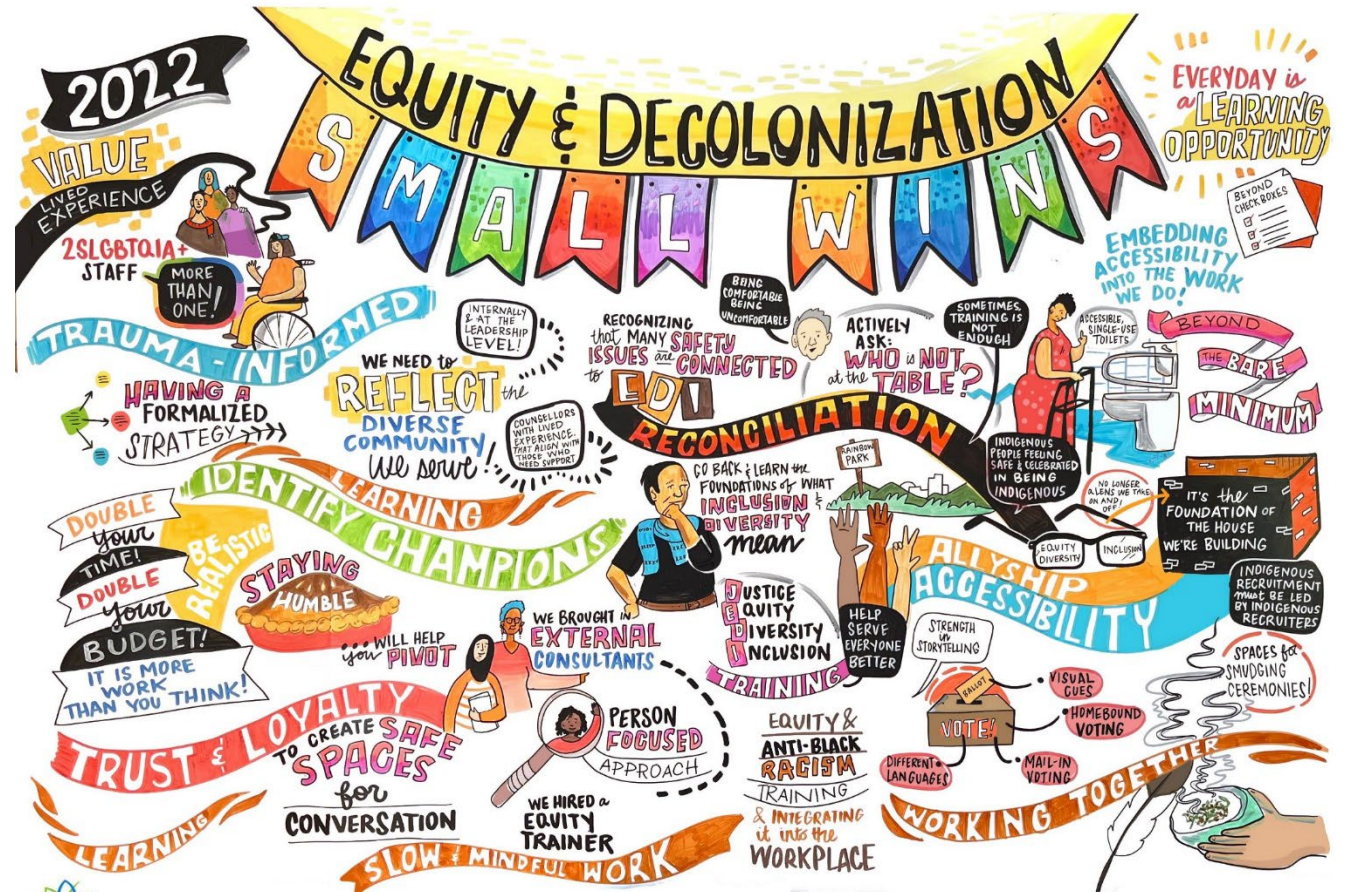 2022
VALUE
LIVED
EXPERIENCE
2SLGBTQIA+
STAFF
MORE
THAN
ONE!
EQUITY & DECOLONIZATION
SMALL WINS
EVERYDAY is
a LEARNING
OPPORTUNITY
BEYOND
CHECKBOXES
EMBEDDING
ACCESSIBILITY
INTO THE WORK
WE DO!
TRAUMA-INFORMED
HAVING A
FORMALIZED
STRATEGY
INTERNALLY
& AT THE
LEADERSHIP
LEVEL!
WE NEED to
REFLECT the
DIVERSE
COMMUNITY
We serve!
COUNSELLORS
WITH LIVED
EXPERIENCE.
THAT ALIGN WITH
THOSE WHO
NEED SUPPORT
RECOGNIZING
that MANY SAFETY
ISSUES are CONNECTED
to EDI
BEING
COMFORTABLE
BEING
UNCOMFORTABLE
ACTIVELY
ASK:
WHO is NOT
at the TABLE?
SOMETIMES,
TRAINING IS
NOT
ENOUGH
ACCESSIBLE,
SINGLE-USE
TOILETS
BEYOND
THE BARE
MINIMUM
RECONCILIATION
INDIGENOUS
PEOPLE FEELING
SAFE & CELEBRATED
IN BEING
INDIGENOUS
LEARNING
IDENTIFY CHAMPIONS
GO BACK & LEARN the
FOUNDATIONS of WHAT
INCLUSION &
DIVERSITY
mean
RAINBOW
PARK
NO LONGER
A LENS WE TAKE
ON AND
OFF!
EQUITY
DIVERSITY
INCLUSION
IT'S the
FOUNDATION OF
THE HOUSE
WE'RE BUILDING
ALLYSHIP
ACCESSIBILITY
INDIGENOUS
RECRUITMENT
must BE LED
BY INDIGENOUS
RECRUITERS
DOUBLE
Your
TIME!
DOUBLE
Your
BUDGET!
IT IS MORE
WORK
THAN YOU THINK!
BE
REALISTIC
STAYING
HUMBLE
... WILL HELP
you PIVOT
WE BROUGHT IN
EXTERNAL
CONSULTANTS
JUSTICE
EQUITY
DIVERSITY
INCLUSION
TRAINING
HELP
SERVE
EVERYONE
BETTER
STRENGTH
in
STORYTELLING
BALLOT
VOTE!
VISUAL
CUES
HOMEBOUND
VOTING
MAIL-IN
VOTING
DIFFERENT
LANGUAGES
SPACES for
SMUDGING
CEREMONIES!
TRUST & LOYALTY
TO CREATE SAFE
SPACES
for
CONVERSATION
PERSON
FOCUSED
APPROACH
WE HIRED a
EQUITY
TRAINER
EQUITY &
ANTI-BLACK
RACISM
TRAINING
& INTEGRATING
it into the
WORKPLACE
LEARNING
SLOW & MINDFUL WORK
WORKING TOGETHER